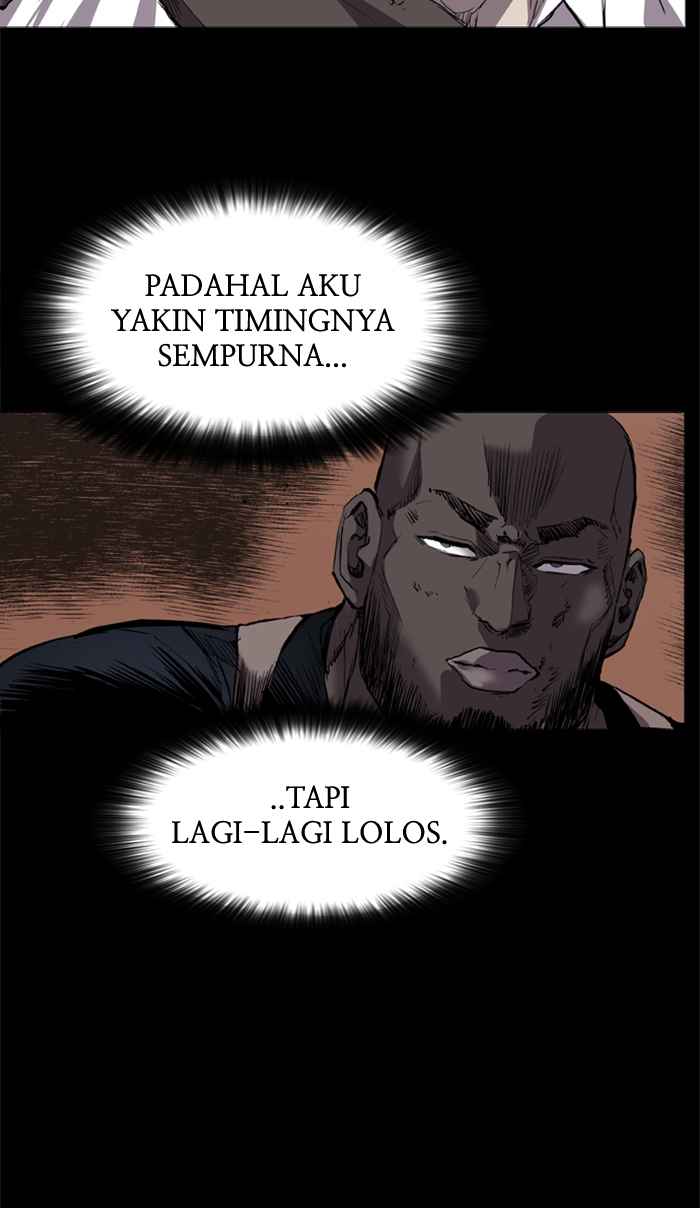 PADAHAL AKU
YAKIN TIMINGNYA
SEMPURNA...
..TAPI
LAGI-LAGI LOLOS.